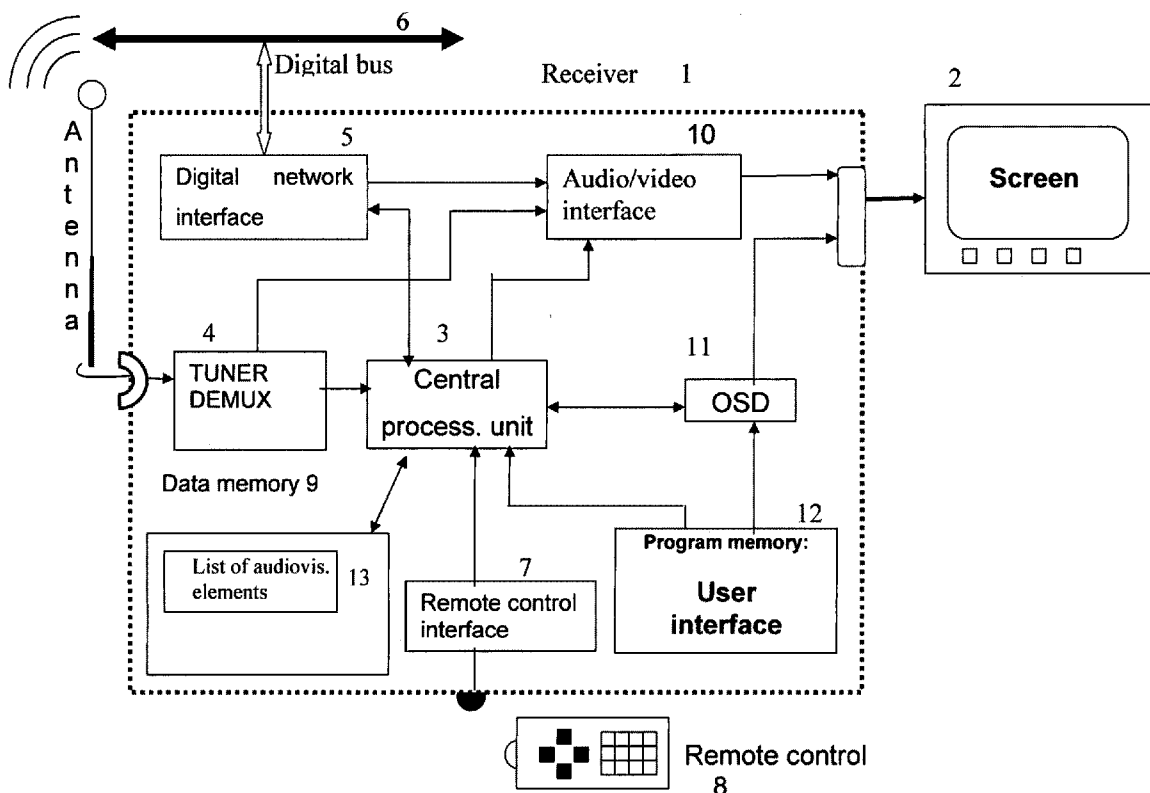 6
Digital bus
Receiver 1
2
Antenna
5
Digital network
interface
10
Audio/video
interface
Screen
4
TUNER
DEMUX
3
Central
process. unit
11
OSD
Data memory 9
List of audiovis.
elements
13
7
Remote control
interface
12
Program memory:
User
interface
Remote control
8